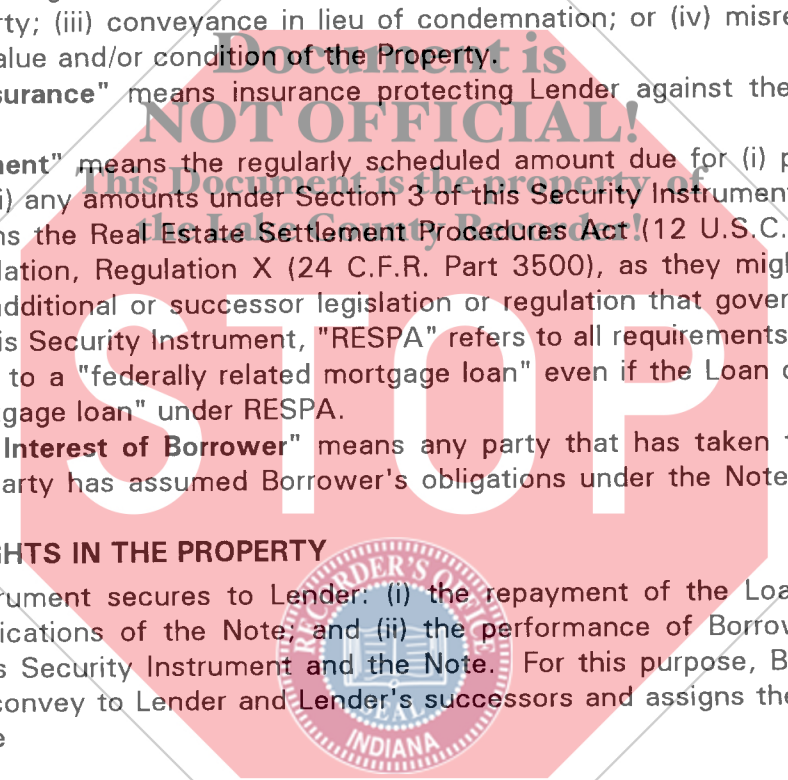 rty; (iii) conveyance in lieu of condemnation; or (iv) misre
alue and/or condition of the Property.
Document is
surance" means insurance protecting Lender against the
NOT OFFICIAL!
nent" means the regularly scheduled amount due for (i) p
This Document is the property of
i) any amounts under Section 3 of this Security Instrument
the Lake County Recorder!
ns the Real Estate Settlement Procedures Act (12 U.S.C.
lation, Regulation X (24 C.F.R. Part 3500), as they migh
additional or successor legislation or regulation that gover
is Security Instrument, "RESPA" refers to all requirements
to a "federally related mortgage loan" even if the Loan d
gage loan" under RESPA.
STOP
Interest of Borrower" means any party that has taken t
arty has assumed Borrower's obligations under the Note
GHTS IN THE PROPERTY
trument secures to Lender: (i) the repayment of the Loa
ications of the Note; and (ii) the performance of Borrow
s Security Instrument and the Note. For this purpose, B
convey to Lender and Lender's successors and assigns the
e
RECORDER'S OFFICE
SEAL
INDIANA